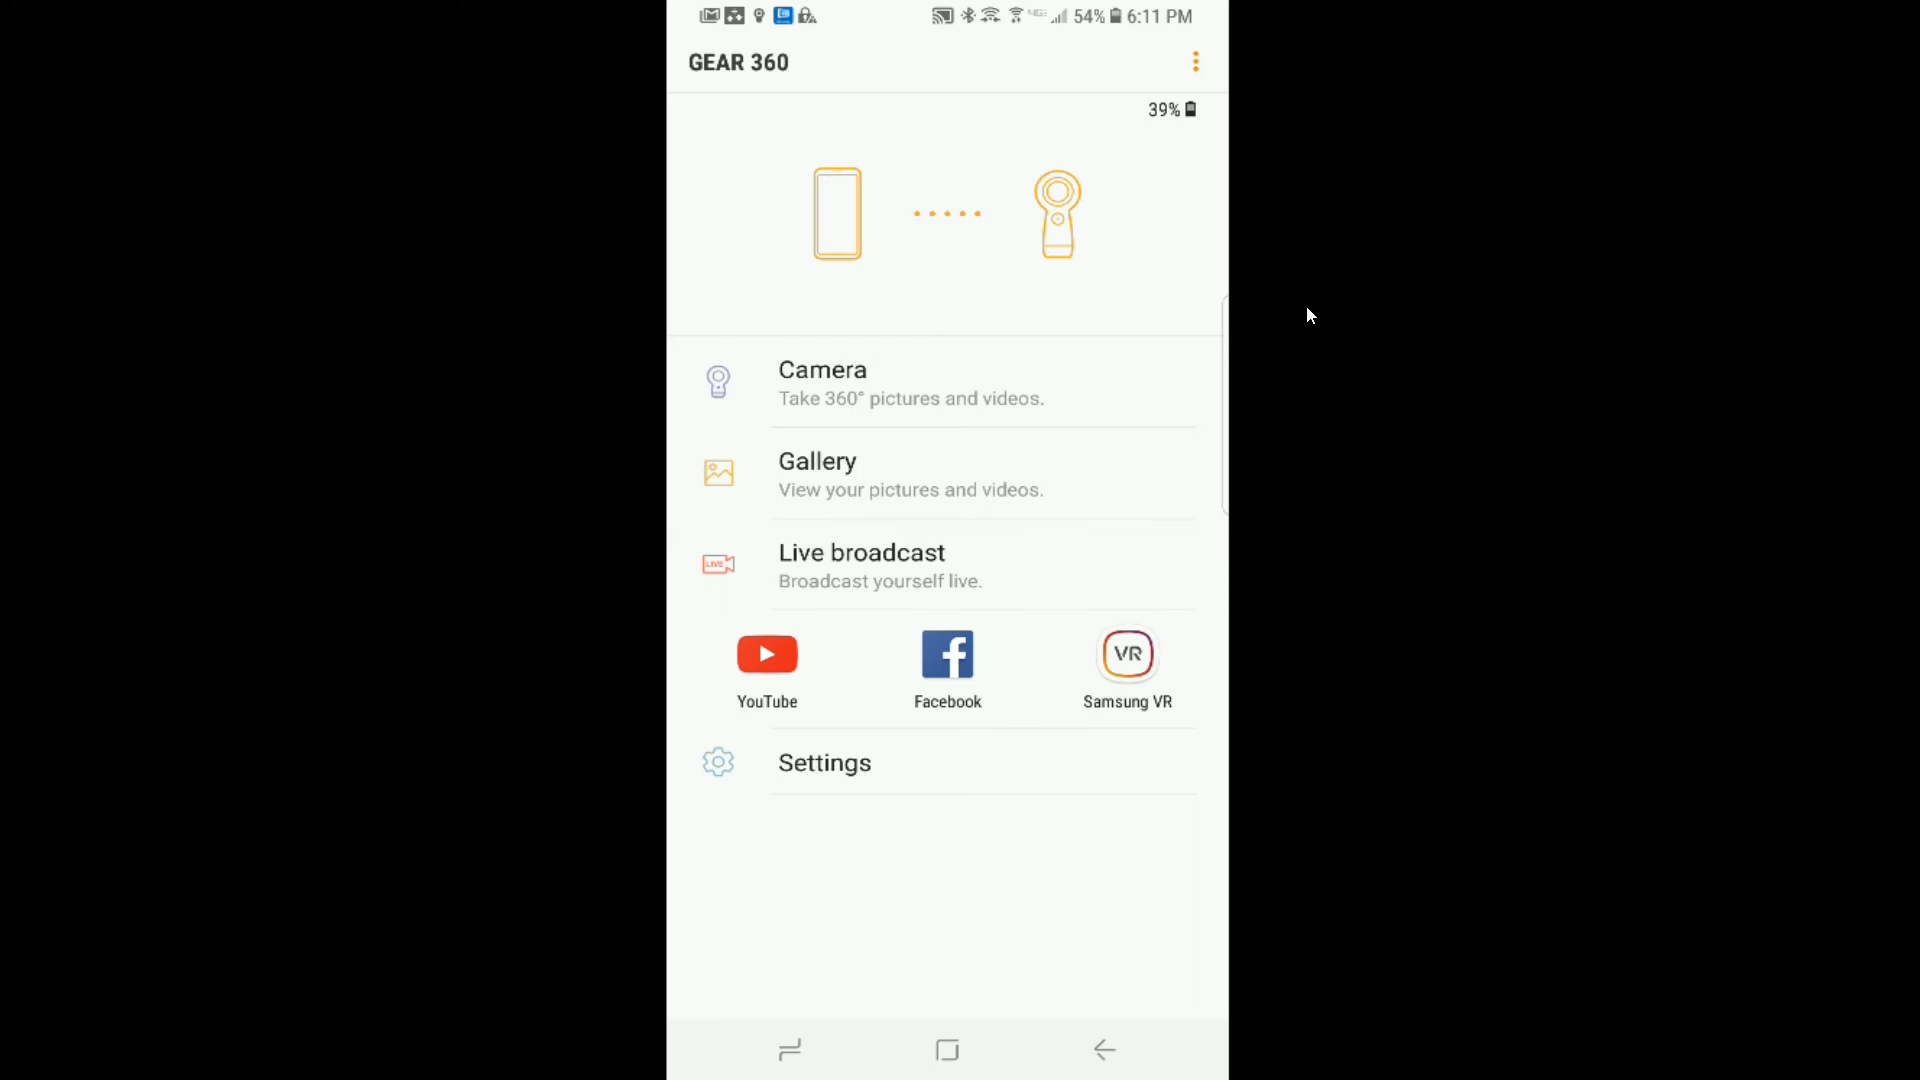 54% 6:11 PM
GEAR 360
39%
Camera
Take 360° pictures and videos.
Gallery
View your pictures and videos.
LIVE
Live broadcast
Broadcast yourself live.
VR
YouTube
Facebook
Samsung VR
Settings